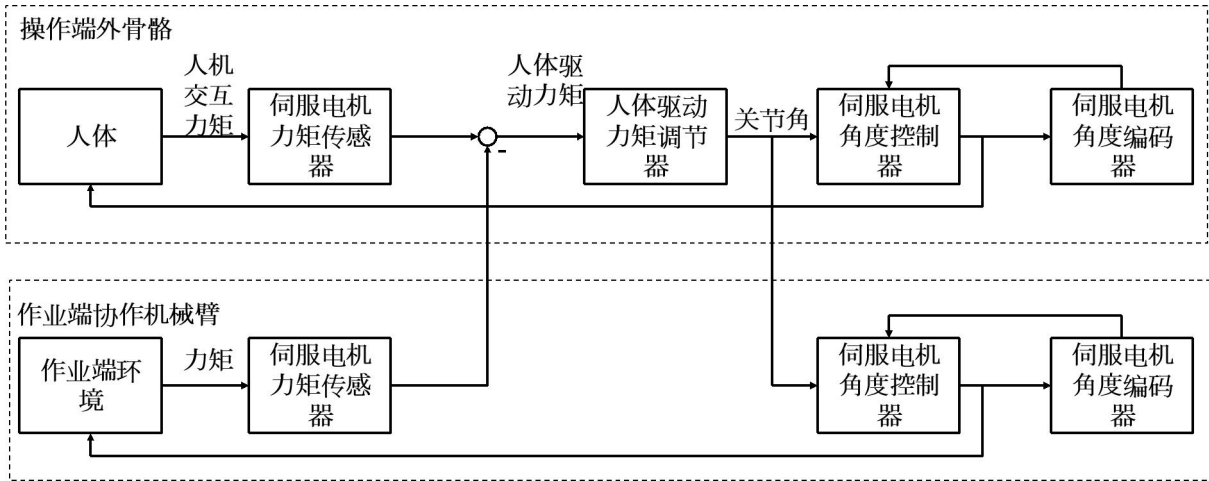 操作端外骨骼
人机
交互
力矩
人体驱
动力矩
人体
伺服电机
力矩传感
器
-
人体驱动
力矩调节
器
关节角
伺服电机
角度控制
器
伺服电机
角度编码
器
作业端协作机械臂
作业端环
境
力矩
伺服电机
力矩传感
器
伺服电机
角度控制
器
伺服电机
角度编码
器